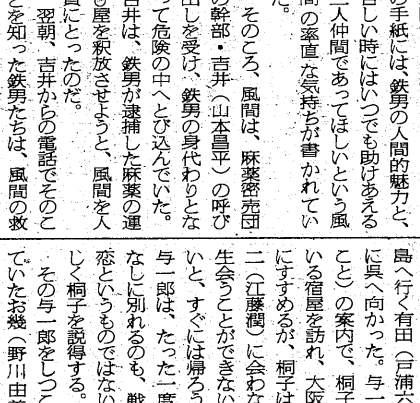 の手紙には、鉄男の人間的魅力と、
苦しい時にはいつでも助けあえる
二人仲間であってほしいという風
間の率直な気持ちが書かれてい
た。
そのころ、風間は、麻薬密売団
の幹部・吉井（山本昌平）の呼び
出しを受け、鉄男の身代わりとな
って危険の中へとび込んでいた。
吉井は、鉄男が逮捕した麻薬の運
び屋を釈放させようと、風間を人
質にとったのだ。
翌朝、吉井からの電話でそのこ
とを知った鉄男たちは、風間の救
島へ行く有田（戸浦六
に呉へ向かった。与一
こと）の案内で、桐子
いる宿屋を訪れ、大阪
にすすめるが、桐子は
二（江藤潤）に会わな
生会うことができない
いと、すぐには帰ろう
与一郎は、たった一度
なしに別れるのも、戦
恋というものではない
しく桐子を説得する。
その与一郎をしつこ
ていたお幾（野川由美